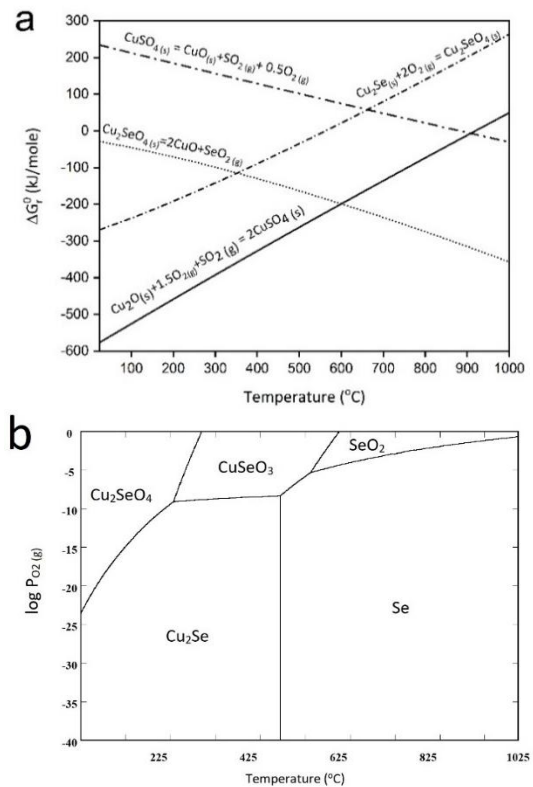 a
300
200
100
0
-100
-200
-300
-400
-500
-600
ΔG_r^0 (kJ/mole)
CuSO4 (s) = CuO(s)+SO2 (g)+ 0.5O2 (g)
Cu2Se(s)+2O2 (g) = Cu2SeO4 (s)
Cu2SeO4(s)=2CuO+SeO2(g)
Cu2O(s)+1.5O2(g)+SO2 (g) = 2CuSO4 (s)
100 200 300 400 500 600 700 800 900 1000
Temperature (°C)
b
0
-5
-10
-15
-20
-25
-30
-35
-40
log P O2 (g)
Cu2SeO4
CuSeO3
SeO2
Cu2Se
Se
225 425 625 825 1025
Temperature (°C)